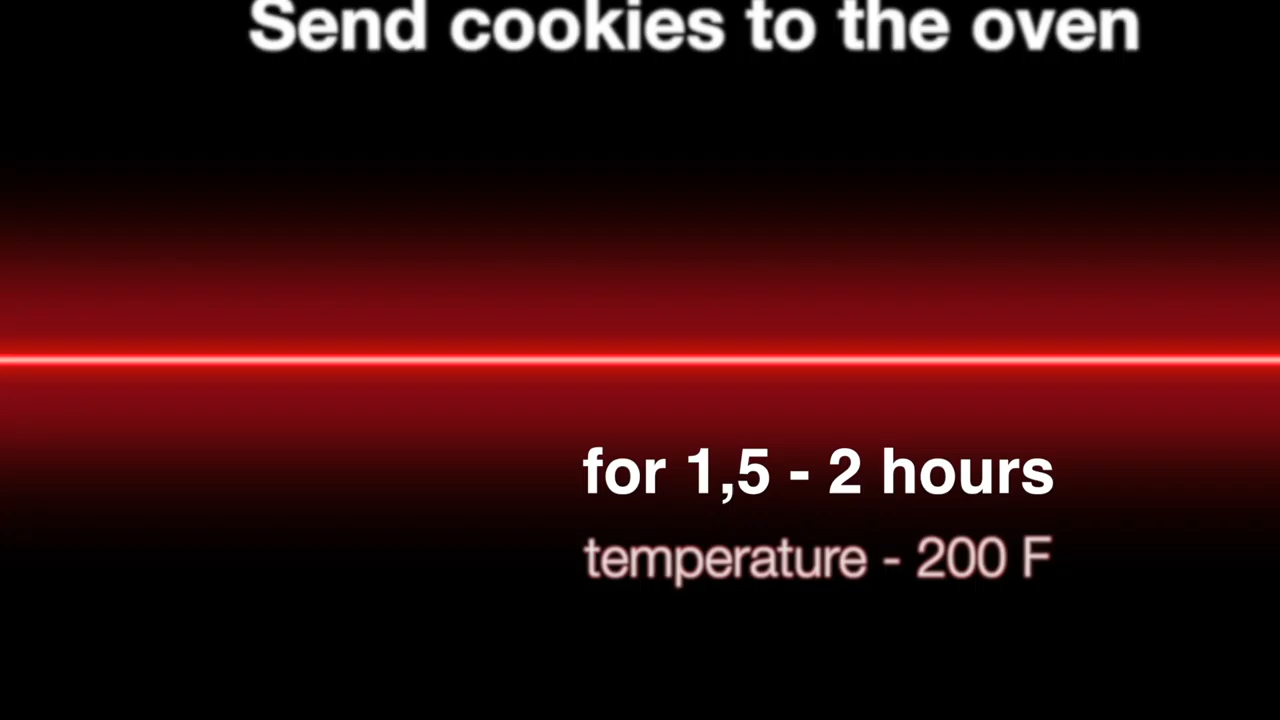 Send cookies to the oven
for 1,5 - 2 hours
temperature - 200 F